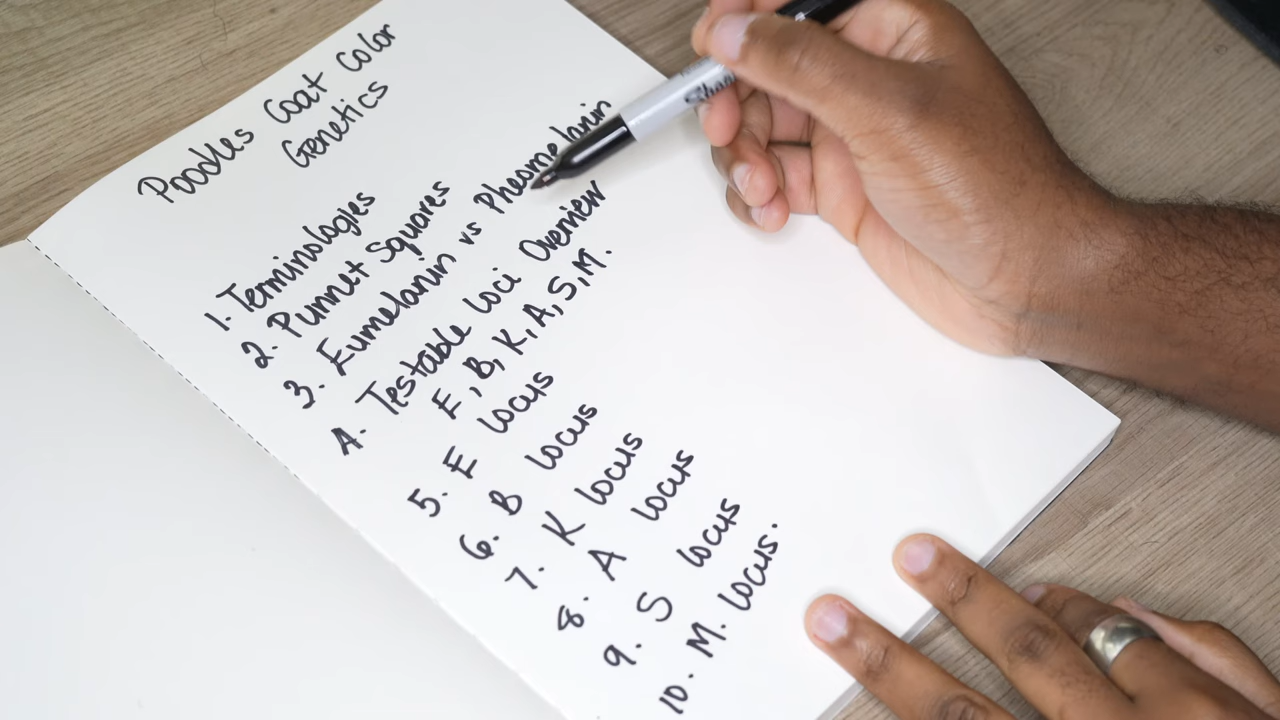 Poodles Coat Color
Genetics
1. Terminologies
2. Punnet Squares
3. Eumelanin vs Pheomelanin
4. Testable Loci Overview
E, B, K, A, S, M.
5. E Locus
6. B Locus
7. K Locus
8. A Locus
9. S Locus
10. M. Locus.